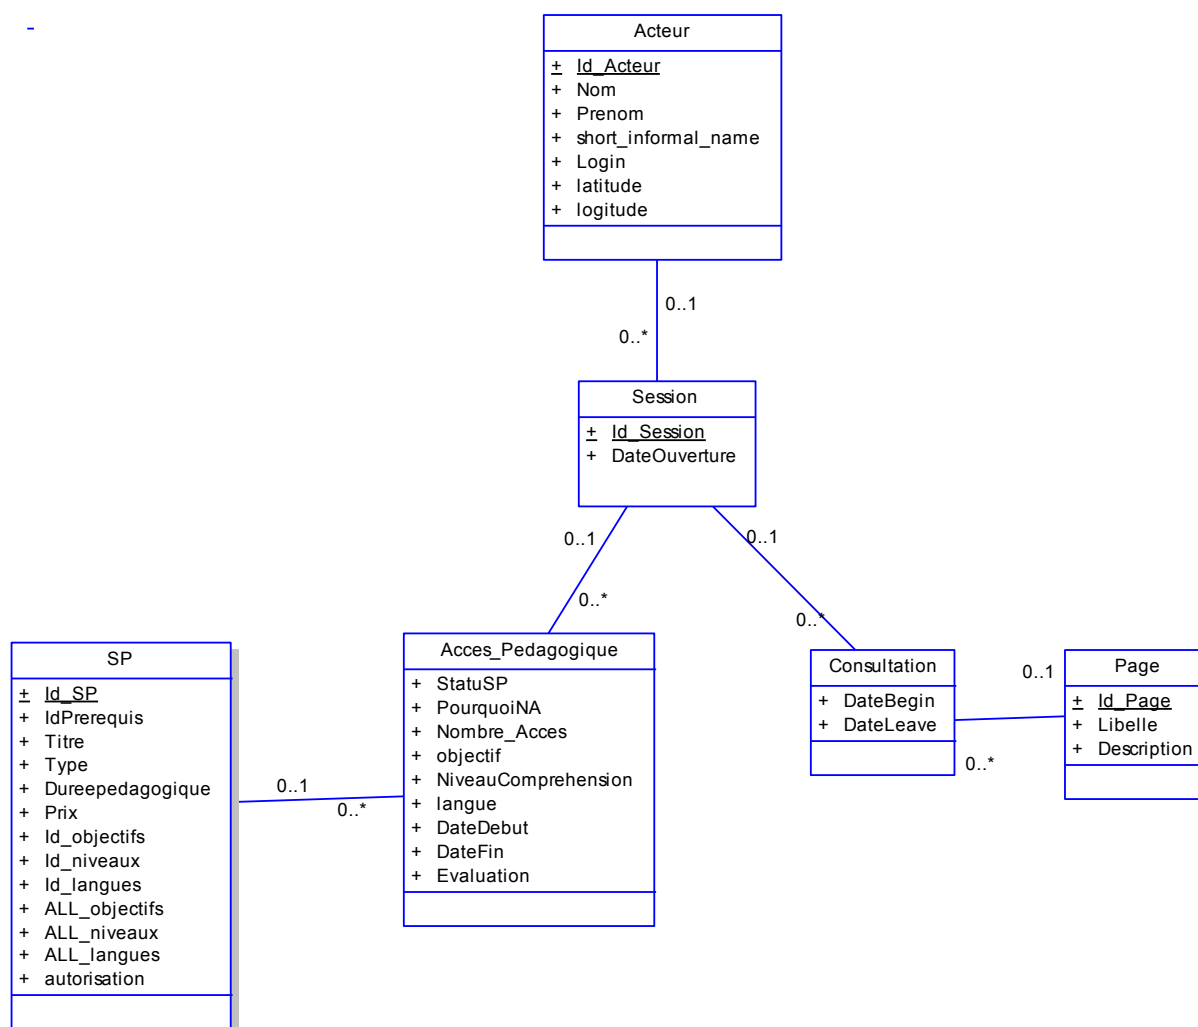 -
Acteur
+ Id_Acteur
+ Nom
+ Prenom
+ short_informal_name
+ Login
+ latitude
+ logitude
0..1
0..*
Session
+ Id_Session
+ DateOuverture
0..1
0..*
0..1
0..*
SP
+ Id_SP
+ IdPrerequis
+ Titre
+ Type
+ Dureepedagogique
+ Prix
+ Id_objectifs
+ Id_niveaux
+ Id_langues
+ ALL_objectifs
+ ALL_niveaux
+ ALL_langues
+ autorisation
0..1
0..*
Acces_Pedagogique
+ StatuSP
+ PourquoiNA
+ Nombre_Acces
+ objectif
+ NiveauComprehension
+ langue
+ DateDebut
+ DateFin
+ Evaluation
Consultation
+ DateBegin
+ DateLeave
0..1
0..*
Page
+ Id_Page
+ Libelle
+ Description